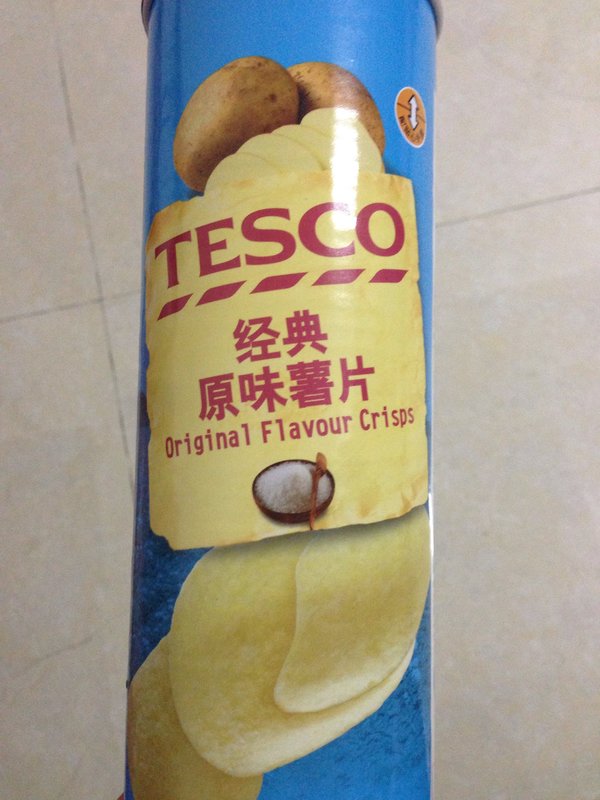 TESCO
经典
原味薯片
Original Flavour Crisps